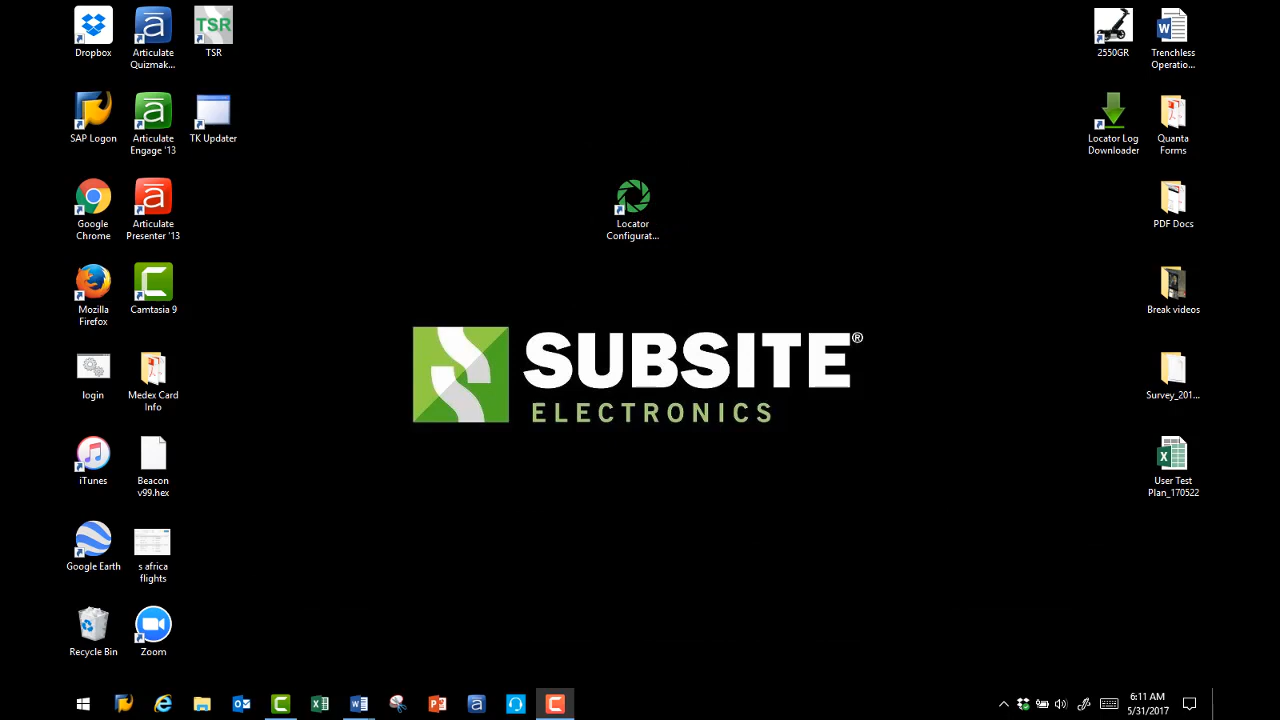 Dropbox
Articulate
Quizmak...
TSR
TSR
SAP Logon
Articulate
Engage '13
TK Updater
Google
Chrome
Articulate
Presenter '13
Mozilla
Firefox
Camtasia 9
login
Medex Card
Info
iTunes
Beacon
v99.hex
Google Earth
s africa
flights
Recycle Bin
Zoom
Locator
Configurat...
SUBSITE®
ELECTRONICS
2550GR
Trenchless
Operatio...
Locator Log
Downloader
Quanta
Forms
PDF Docs
Break videos
Survey_201...
User Test
Plan_170522
6:11 AM
5/31/2017